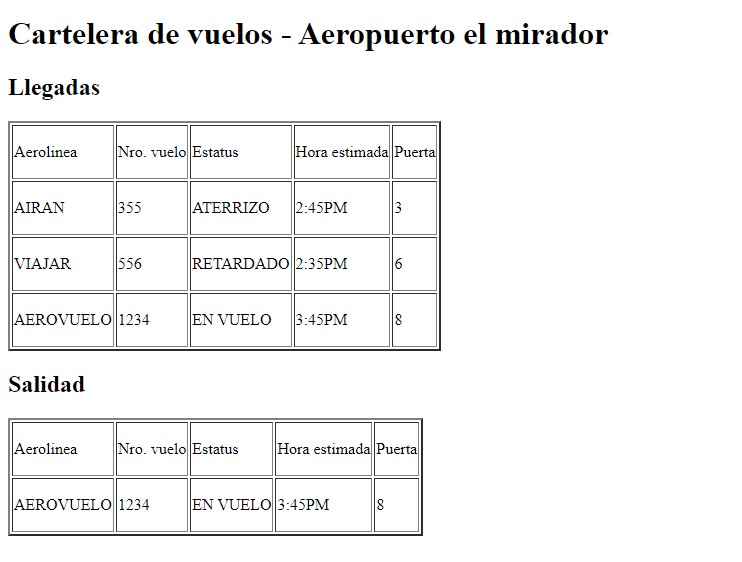 Cartelera de vuelos - Aeropuerto el mirador
Llegadas
Aerolinea Nro. vuelo Estatus Hora estimada Puerta
AIRAN 355 ATERRIZO 2:45PM 3
VIAJAR 556 RETARDADO 2:35PM 6
AEROVUELO 1234 EN VUELO 3:45PM 8
Salidad
Aerolinea Nro. vuelo Estatus Hora estimada Puerta
AEROVUELO 1234 EN VUELO 3:45PM 8